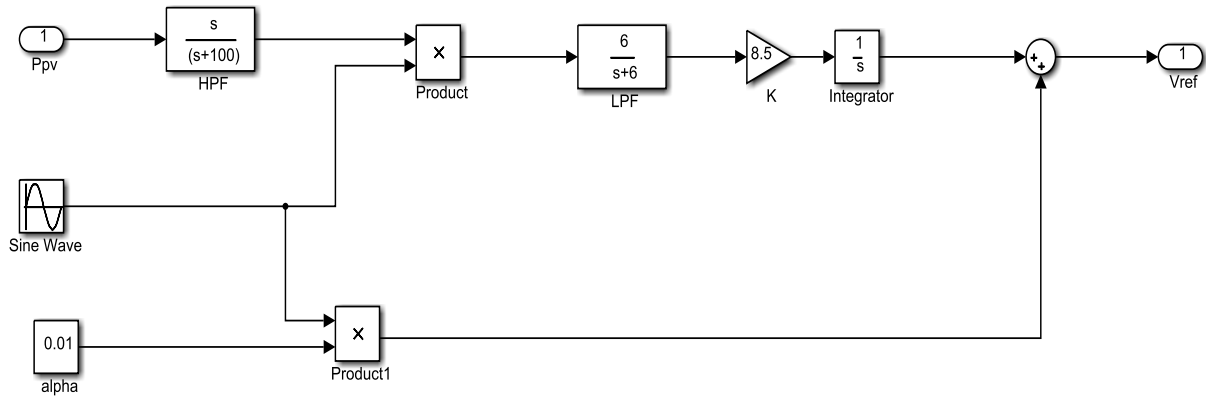 1
Ppv
s
(s+100)
HPF
×
Product
6
s+6
LPF
8.5
K
1
s
Integrator
+
+
1
Vref
Sine Wave
0.01
alpha
×
Product1